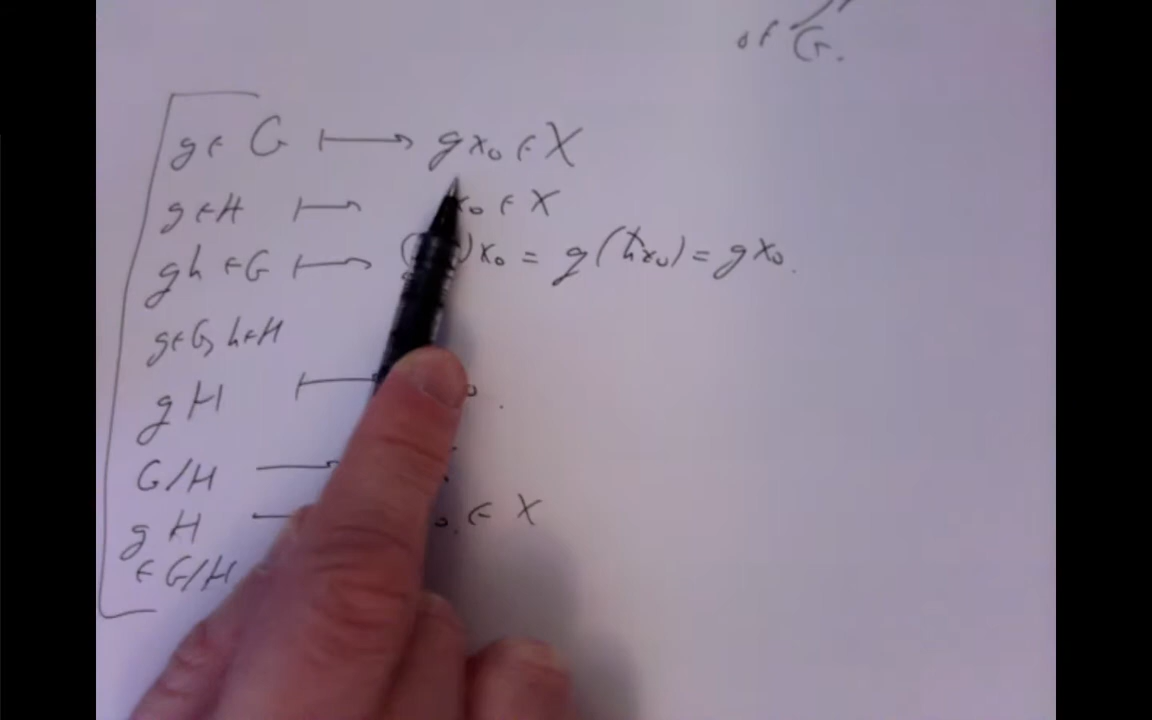 of G.
g ∈ G ⟼ gx₀ ∈ X
g ∈ H ⟼ x₀ ∈ X
gh ∈ G ⟼ ( )x₀ = g(hx₀) = gx₀.
g ∈ G, h ∈ H
gH ⟼ .
G/H ⟶
gH ∈ X
∈ G/H